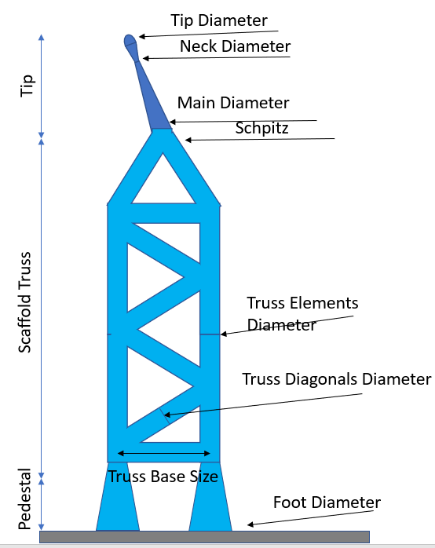 Tip Diameter
Neck Diameter
Tip
Main Diameter
Schpitz
Scaffold Truss
Truss Elements
Diameter
Truss Diagonals Diameter
Truss Base Size
Pedestal
Foot Diameter